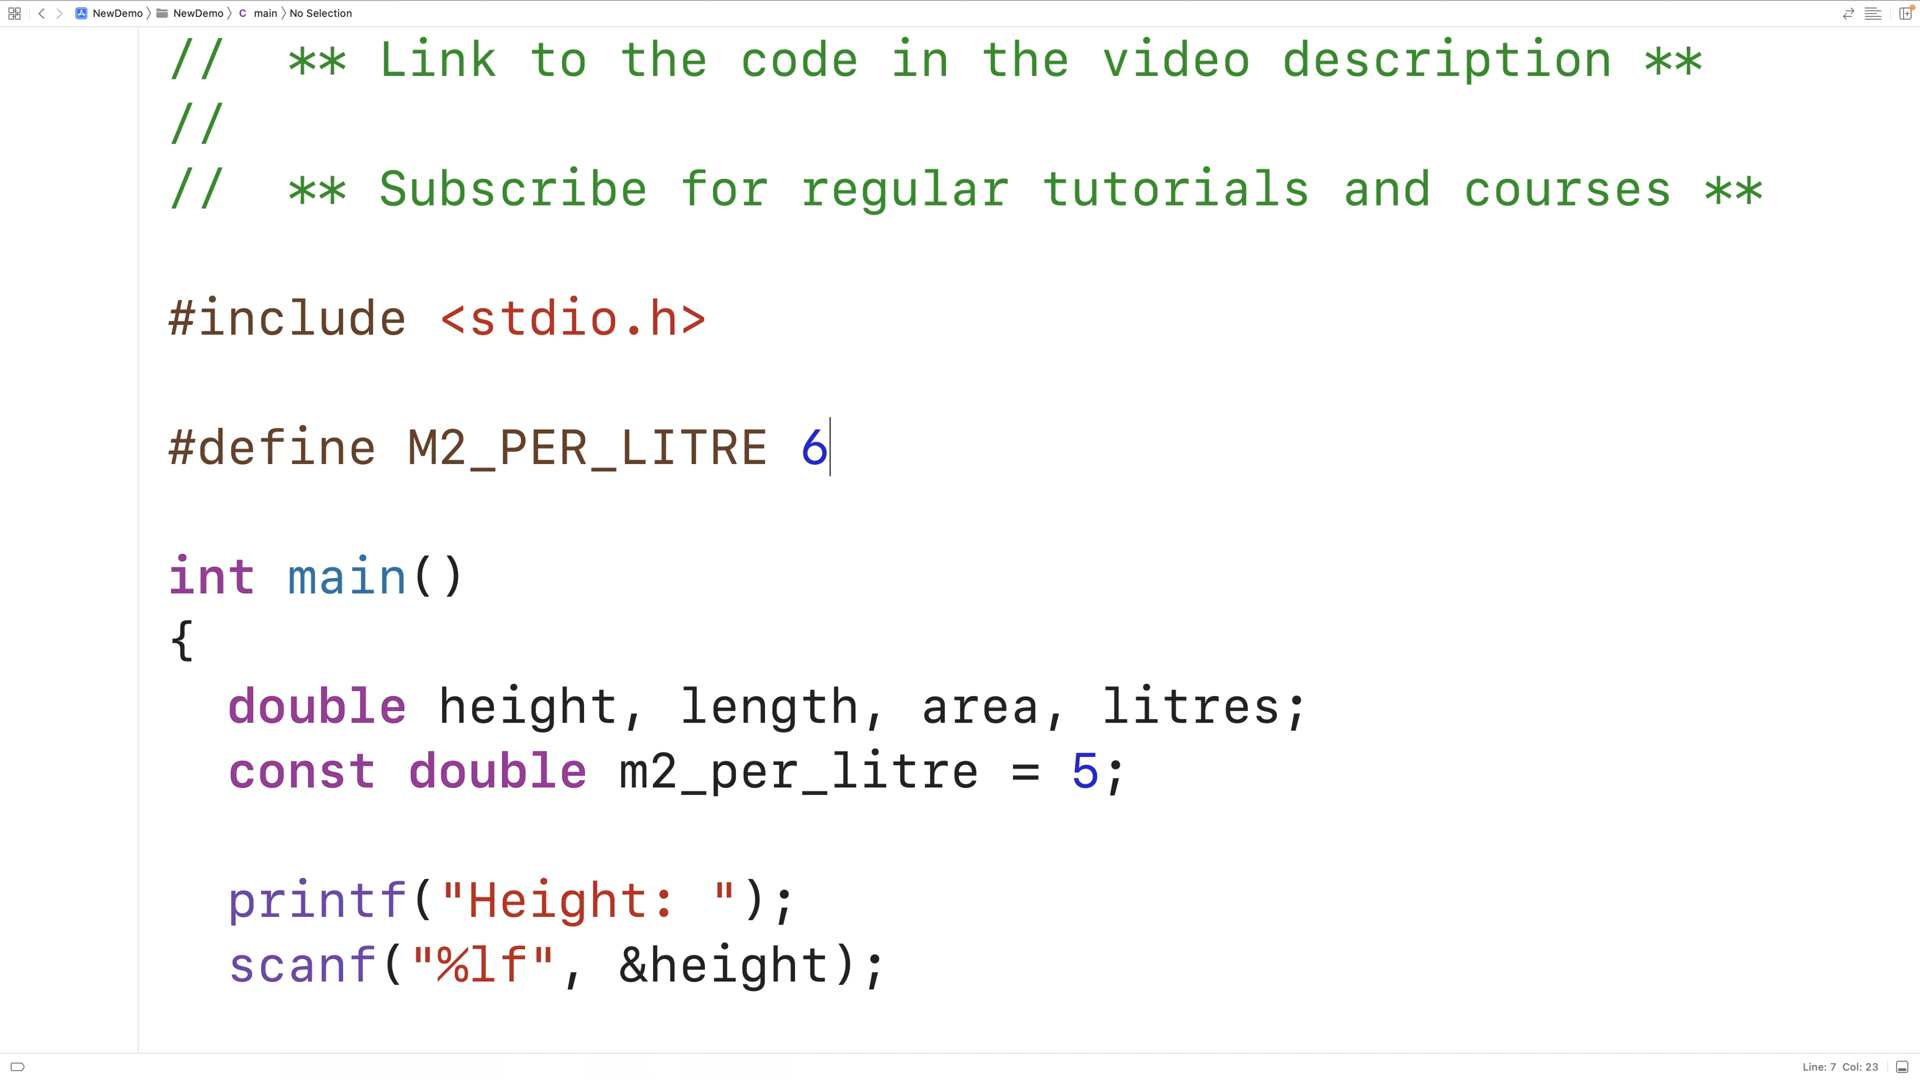 NewDemo NewDemo C main No Selection
// ** Link to the code in the video description **
//
// ** Subscribe for regular tutorials and courses **
#include <stdio.h>
#define M2_PER_LITRE 6
int main()
{
double height, length, area, litres;
const double m2_per_litre = 5;
printf("Height: ");
scanf("%lf", &height);
Line: 7 Col: 23